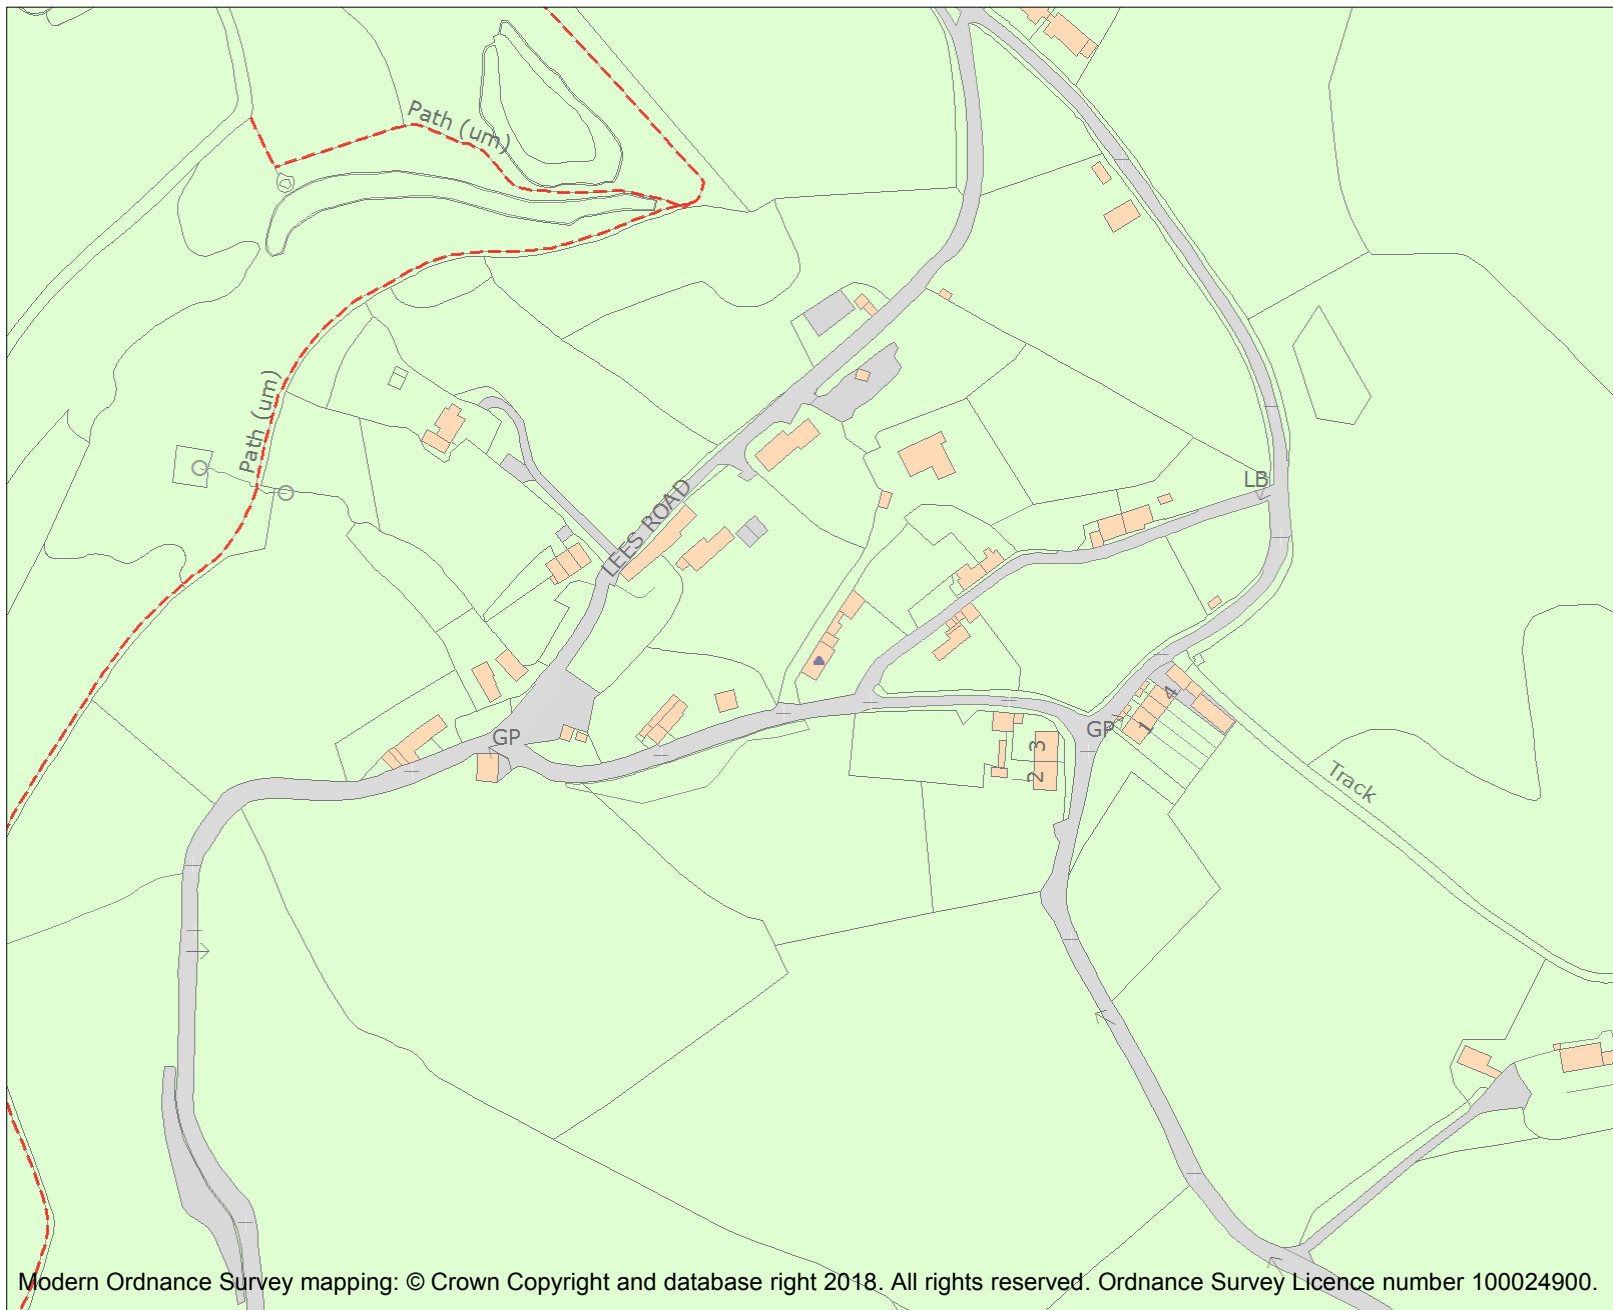 Path (um)
Path (um)
LEES ROAD
LB
GP
GP
4
1
3
2
Track
Modern Ordnance Survey mapping: © Crown Copyright and database right 2018. All rights reserved. Ordnance Survey Licence number 100024900.